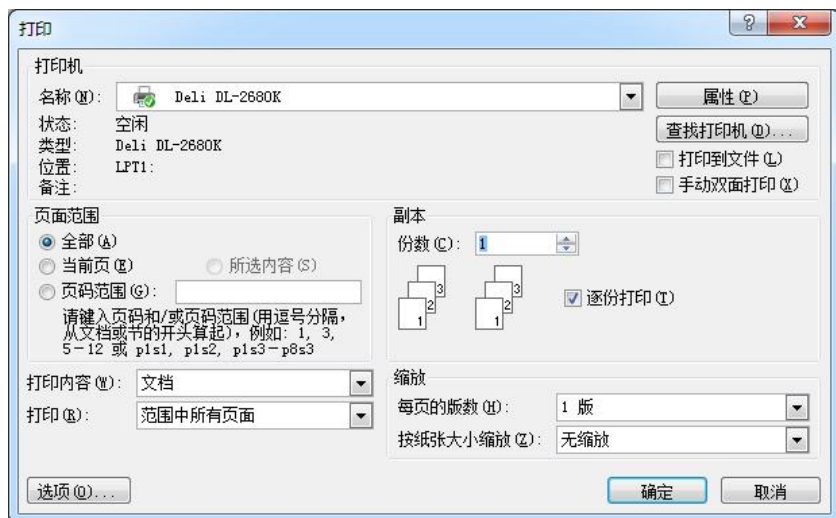 打印
打印机
名称(N): Deli DL-2680K 属性(P)
状态: 空闲 查找打印机(D)...
类型: Deli DL-2680K
位置: LPT1: 打印到文件(L)
备注: 手动双面打印(X)
页面范围
全部(A)
当前页(E) 所选内容(S)
页码范围(G):
请键入页码和/或页码范围(用逗号分隔，
从文档或节的开头算起)，例如: 1, 3,
5-12 或 p1s1, p1s2, p1s3-p8s3
副本
份数(C): 1
1 2 3 1 2 3 逐份打印(T)
打印内容(W): 文档
打印(R): 范围中所有页面
缩放
每页的版数(H): 1 版
按纸张大小缩放(Z): 无缩放
选项(O)... 确定 取消